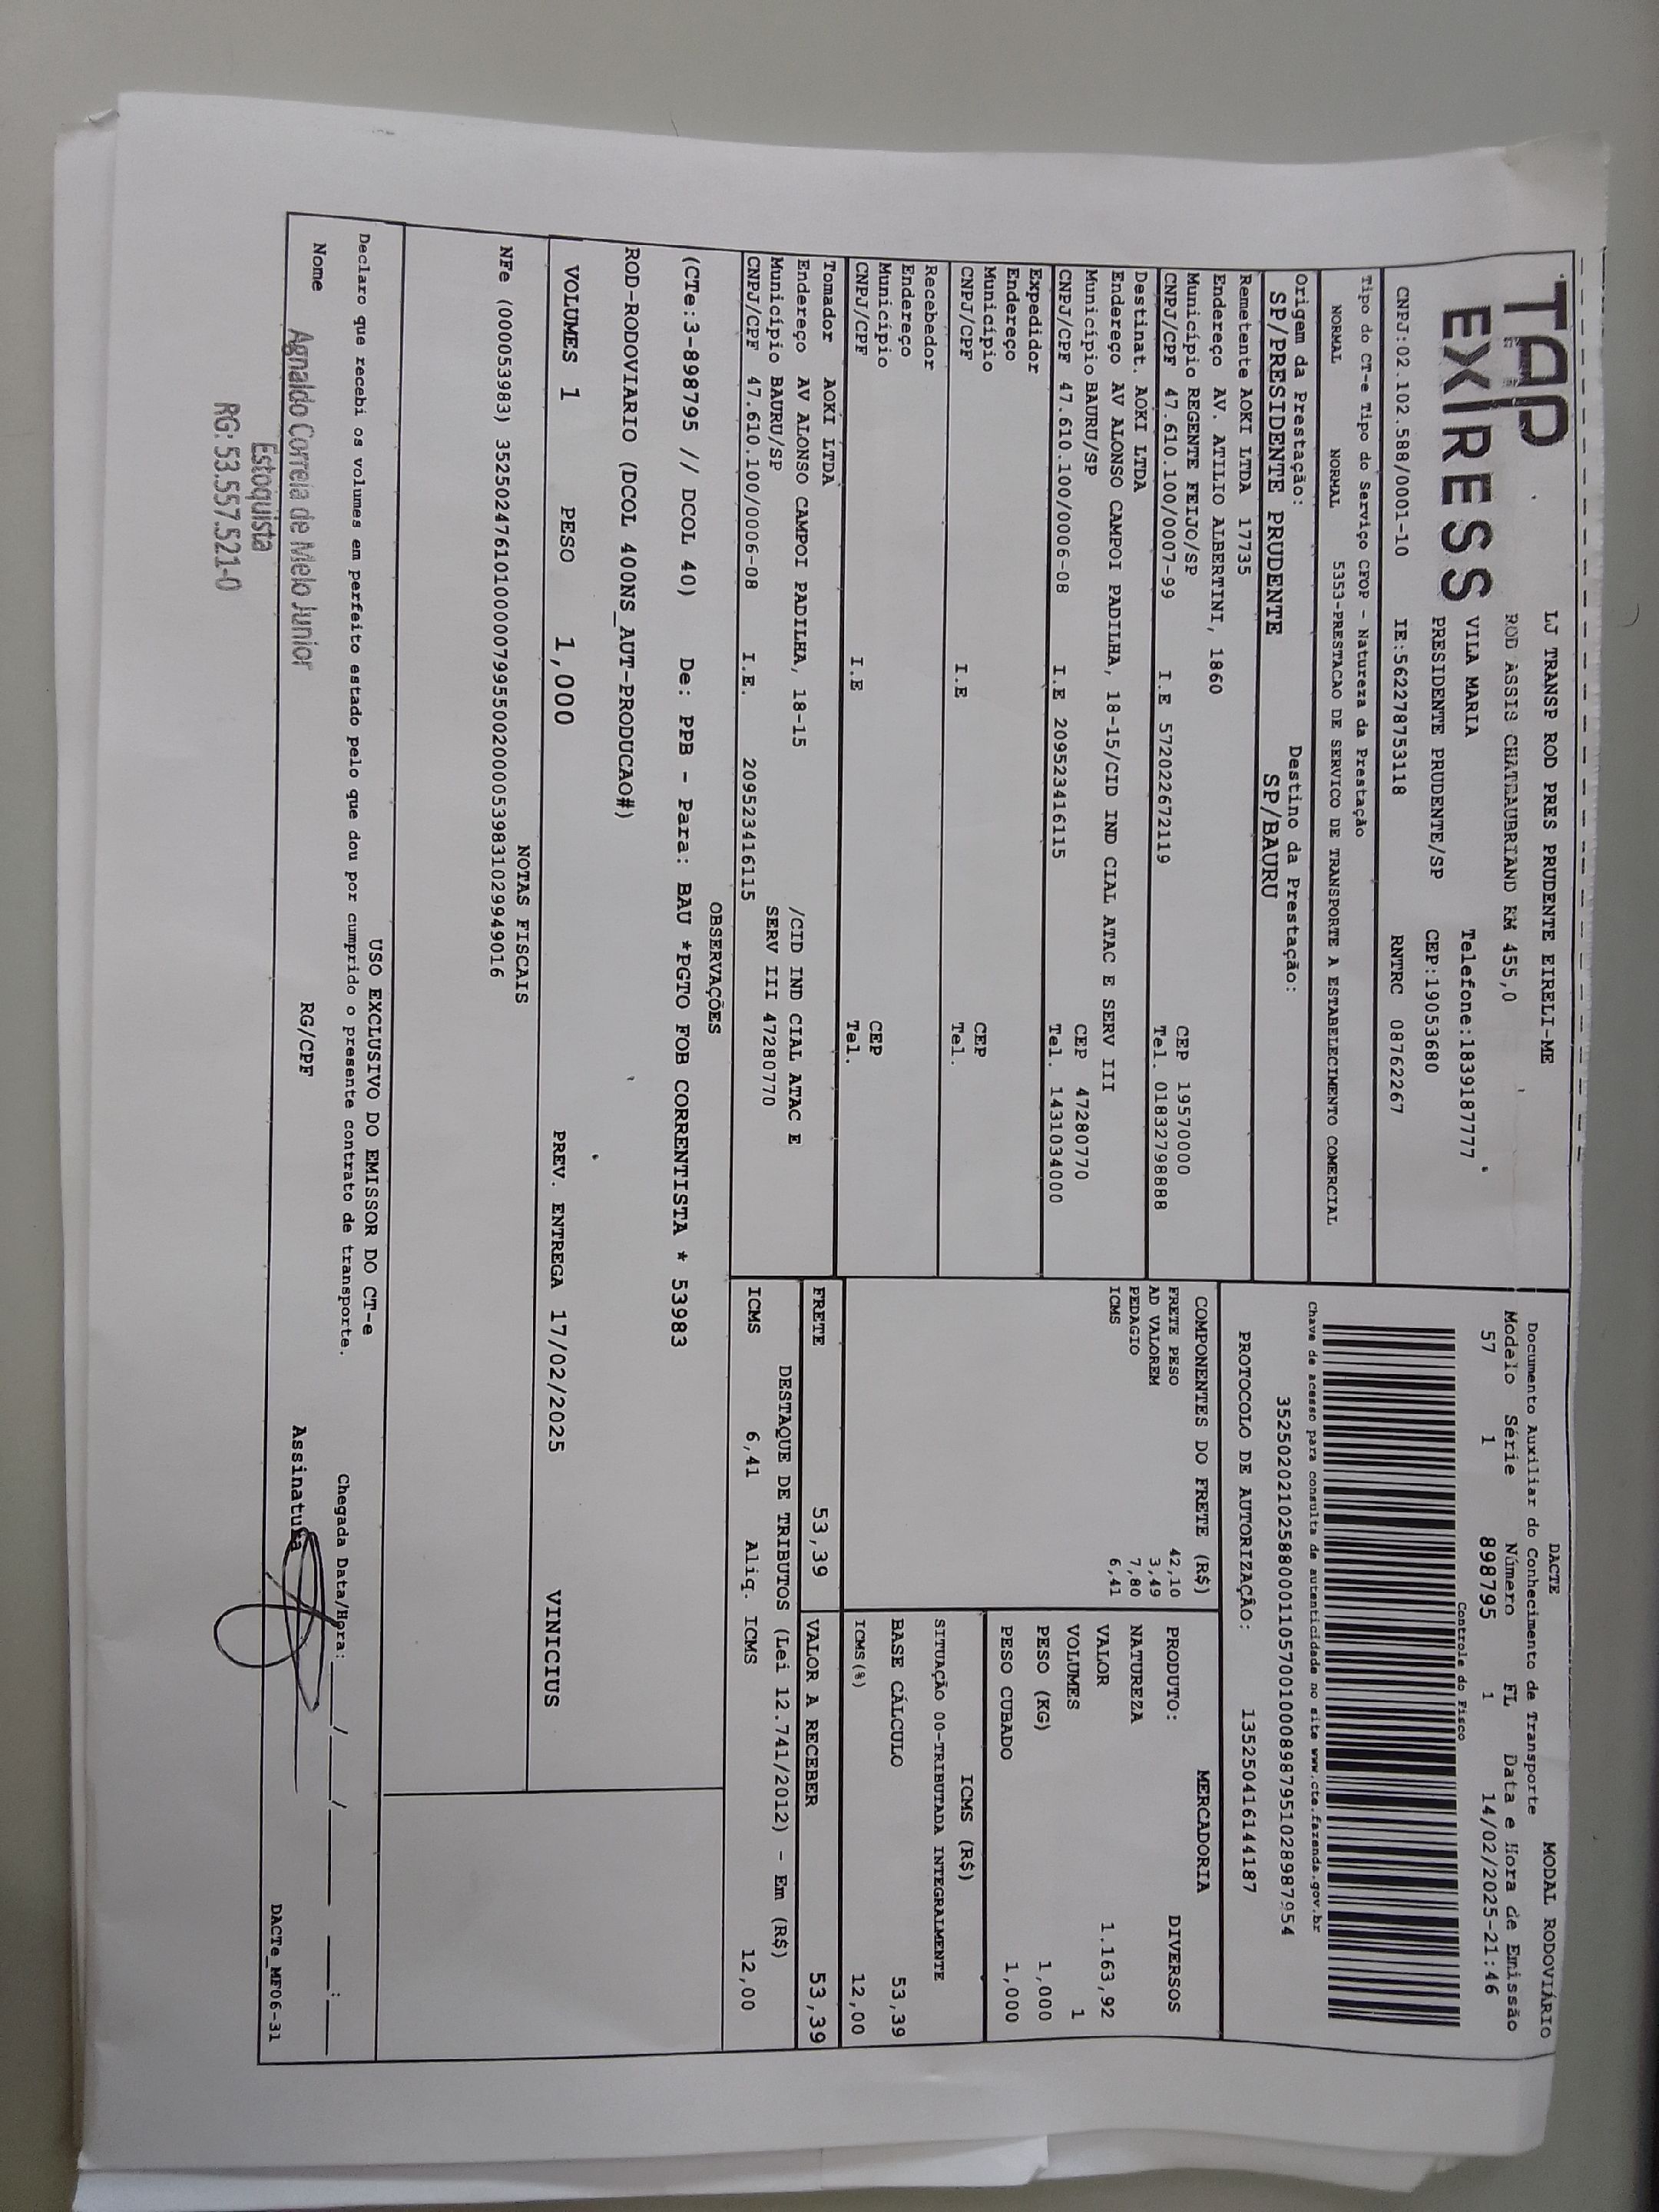 TAP
EXPRESS
LJ TRANSP ROD PRES PRUDENTE EIRELI-ME
ROD ASSIS CHATEAUBRIAND KM 455,0
VILA MARIA Telefone:1839187777
PRESIDENTE PRUDENTE/SP CEP:19053680
CNPJ:02.102.588/0001-10 IE:562278753118 RNTRC 08762267
DACTE MODAL RODOVIÁRIO
Documento Auxiliar do Conhecimento de Transporte
Modelo Série Número FL Data e Hora de Emissão
57 1 898795 1 14/02/2025-21:46
Controle do Fisco
Chave de acesso para consulta de autenticidade no site www.cte.fazenda.gov.br
35250202102588000110570010008987951028987954
PROTOCOLO DE AUTORIZAÇÃO: 135250416144187
Tipo do CT-e Tipo do Serviço CFOP - Natureza da Prestação
NORMAL NORMAL 5353-PRESTACAO DE SERVICO DE TRANSPORTE A ESTABELECIMENTO COMERCIAL
Origem da Prestação: Destino da Prestação:
SP/PRESIDENTE PRUDENTE SP/BAURU
Remetente AOKI LTDA 17735
Endereço AV. ATILIO ALBERTINI, 1860
Município REGENTE FEIJO/SP CEP 19570000
CNPJ/CPF 47.610.100/0007-99 I.E 572022672119 Tel. 01832798888
Destinat. AOKI LTDA
Endereço AV ALONSO CAMPOI PADILHA, 18-15/CID IND CIAL ATAC E SERV III
Município BAURU/SP CEP 47280770
CNPJ/CPF 47.610.100/0006-08 I.E 209523416115 Tel. 1431034000
Expedidor
Endereço
Município CEP
CNPJ/CPF I.E Tel.
Recebedor
Endereço
Município CEP
CNPJ/CPF I.E Tel.
Tomador AOKI LTDA
Endereço AV ALONSO CAMPOI PADILHA, 18-15 /CID IND CIAL ATAC E
Município BAURU/SP SERV III 47280770
CNPJ/CPF 47.610.100/0006-08 I.E. 209523416115
COMPONENTES DO FRETE (R$)
FRETE PESO 42,10
AD VALOREM 3,49
PEDAGIO 7,80
ICMS 6,41
MERCADORIA
PRODUTO: DIVERSOS
NATUREZA
VALOR 1.163,92
VOLUMES 1
PESO (KG) 1,000
PESO CUBADO 1,000
ICMS (R$)
SITUAÇÃO 00-TRIBUTADA INTEGRALMENTE
BASE CÁLCULO 53,39
ICMS(%) 12,00
FRETE 53,39 VALOR A RECEBER 53,39
DESTAQUE DE TRIBUTOS (Lei 12.741/2012) - Em (R$)
ICMS 6,41 Aliq. ICMS 12,00
OBSERVAÇÕES
(CTe:3-898795 // DCOL 40) De: PPB - Para: BAU *PGTO FOB CORRENTISTA * 53983
ROD-RODOVIARIO (DCOL 400NS_AUT-PRODUCAO#)
VOLUMES 1 PESO 1,000 PREV. ENTREGA 17/02/2025 VINICIUS
NOTAS FISCAIS
NFe (000053983) 35250247610100000799550020000539831029949016
USO EXCLUSIVO DO EMISSOR DO CT-e
Declaro que recebi os volumes em perfeito estado pelo que dou por cumprido o presente contrato de transporte. Chegada Data/Hora: ___/___/___ __:__
Nome RG/CPF Assinatura
Agnaldo Correia de Melo Junior
Estoquista
RG: 53.557.521-0
DACTe_MF06-31